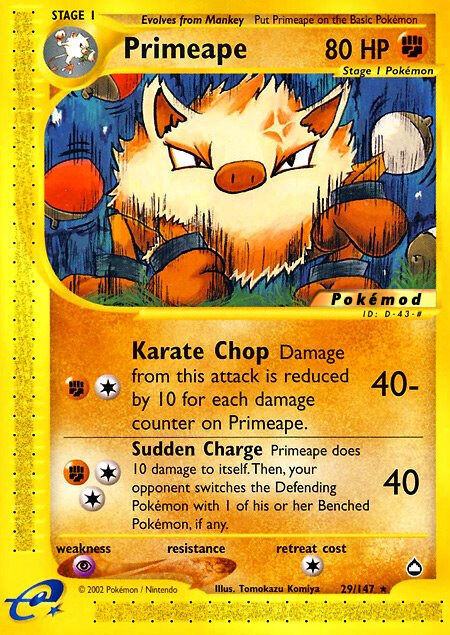 STAGE 1
Evolves from Mankey Put Primeape on the Basic Pokémon
Primeape 80 HP
Stage 1 Pokémon
Pokémod
ID: D-43-#
Karate Chop Damage
from this attack is reduced
by 10 for each damage
counter on Primeape.
40-
Sudden Charge Primeape does
10 damage to itself. Then, your
opponent switches the Defending
Pokémon with 1 of his or her Benched
Pokémon, if any.
40
weakness resistance retreat cost
© 2002 Pokémon / Nintendo Illus. Tomokazu Komiya 29/147 ★
e